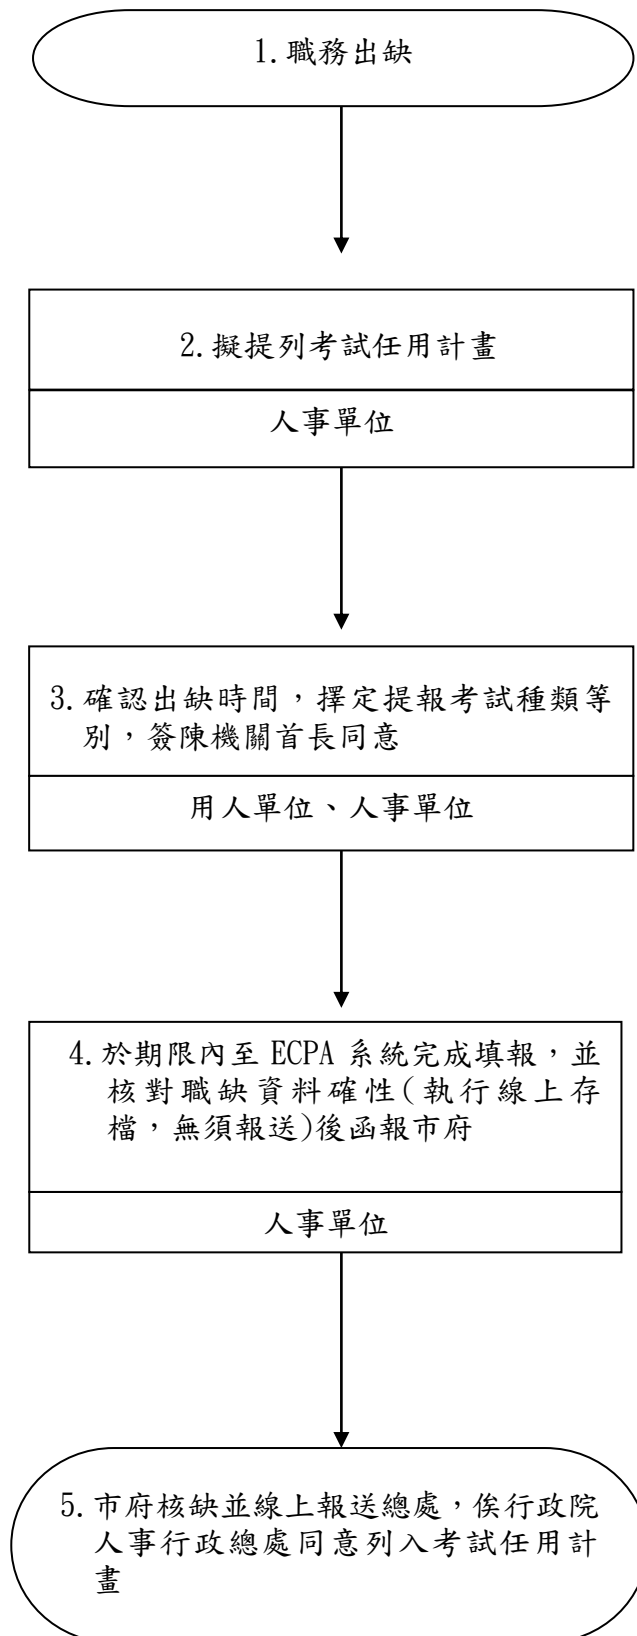 1.職務出缺
2.擬提列考試任用計畫
人事單位
3.確認出缺時間，擇定提報考試種類等
別，簽陳機關首長同意
用人單位、人事單位
4.於期限內至 ECPA 系統完成填報，並
核對職缺資料確性(執行線上存
檔，無須報送)後函報市府
人事單位
5.市府核缺並線上報送總處，俟行政院
人事行政總處同意列入考試任用計
畫